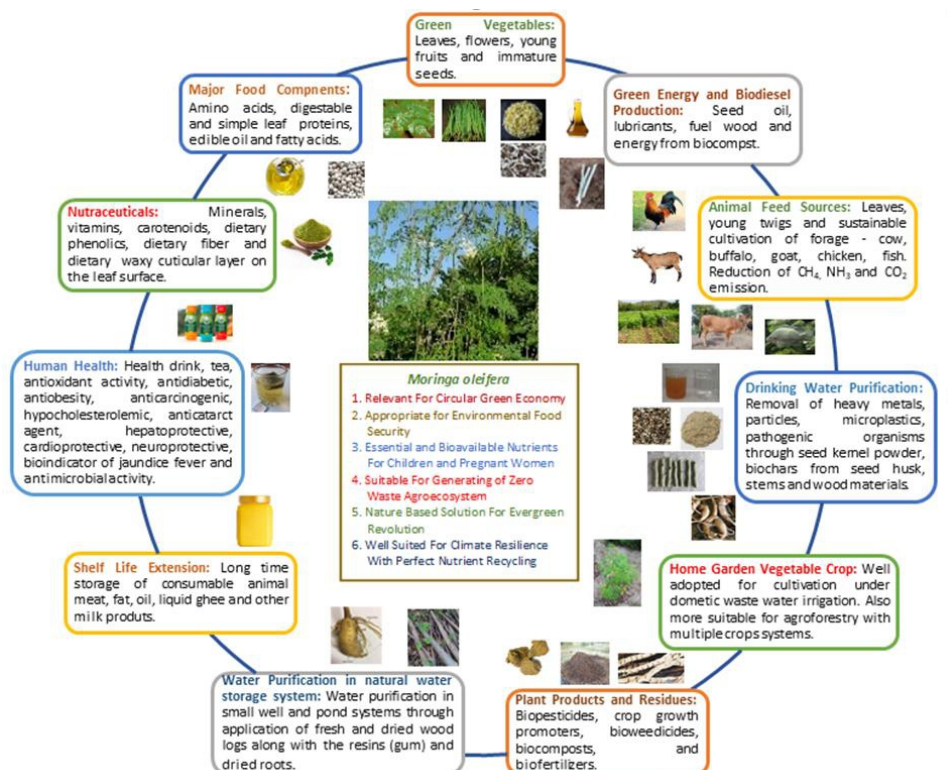 Green Vegetables:
Leaves, flowers, young
fruits and immature
seeds.
Green Energy and Biodiesel
Production: Seed oil,
lubricants, fuel wood and
energy from biocompst.
Animal Feed Sources: Leaves,
young twigs and sustainable
cultivation of forage - cow,
buffalo, goat, chicken, fish.
Reduction of CH4, NH3 and CO2
emission.
Drinking Water Purification:
Removal of heavy metals,
particles, microplastics,
pathogenic organisms
through seed kernel powder,
biochars from seed husk,
stems and wood materials.
Home Garden Vegetable Crop: Well
adopted for cultivation under
dometic waste water irrigation. Also
more suitable for agroforestry with
multiple crops systems.
Plant Products and Residues:
Biopesticides, crop growth
promoters, bioweedicides,
biocomposts, and
biofertilizers.
Water Purification in natural water
storage system: Water purification in
small well and pond systems through
application of fresh and dried wood
logs along with the resins (gum) and
dried roots.
Shelf Life Extension: Long time
storage of consumable animal
meat, fat, oil, liquid ghee and other
milk produts.
Human Health: Health drink, tea,
antioxidant activity, antidiabetic,
antiobesity, anticarcinogenic,
hypocholesterolemic, anticatarct
agent, hepatoprotective,
cardioprotective, neuroprotective,
bioindicator of jaundice fever and
antimicrobial activity.
Nutraceuticals: Minerals,
vitamins, carotenoids, dietary
phenolics, dietary fiber and
dietary waxy cuticular layer on
the leaf surface.
Major Food Compnents:
Amino acids, digestable
and simple leaf proteins,
edible oil and fatty acids.
Moringa oleifera
1. Relevant For Circular Green Economy
2. Appropriate for Environmental Food
Security
3. Essential and Bioavailable Nutrients
For Children and Pregnant Women
4. Suitable For Generating of Zero
Waste Agroecosystem
5. Nature Based Solution For Evergreen
Revolution
6. Well Suited For Climate Resilience
With Perfect Nutrient Recycling